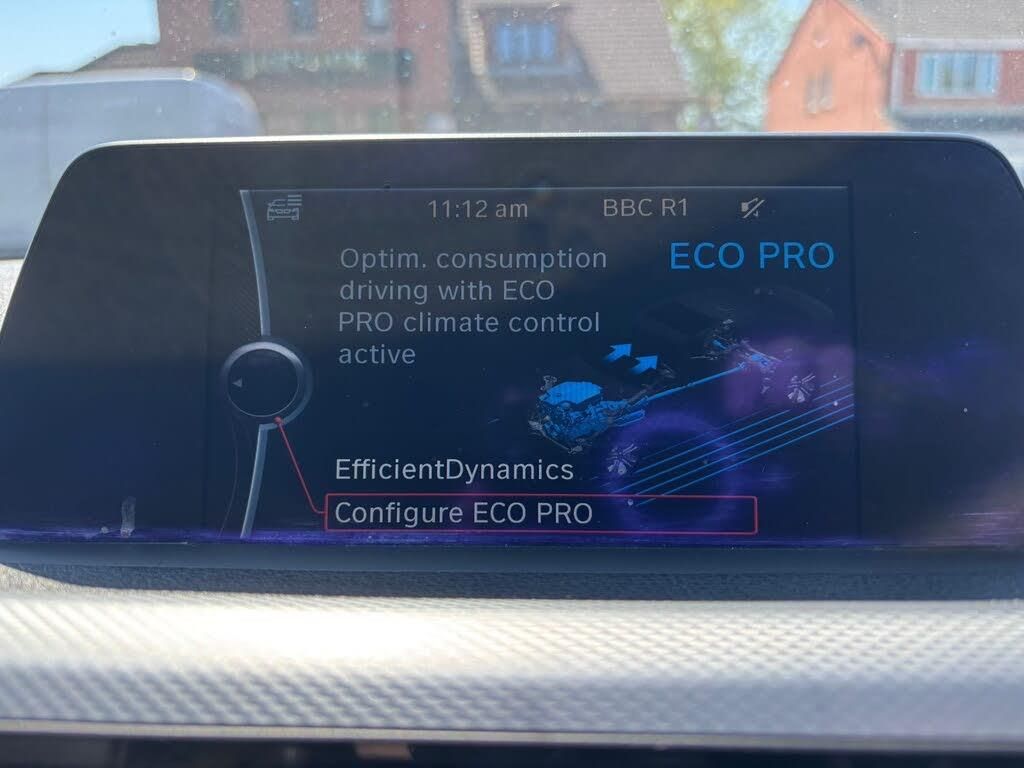 11:12 am BBC R1
ECO PRO
Optim. consumption
driving with ECO
PRO climate control
active
EfficientDynamics
Configure ECO PRO